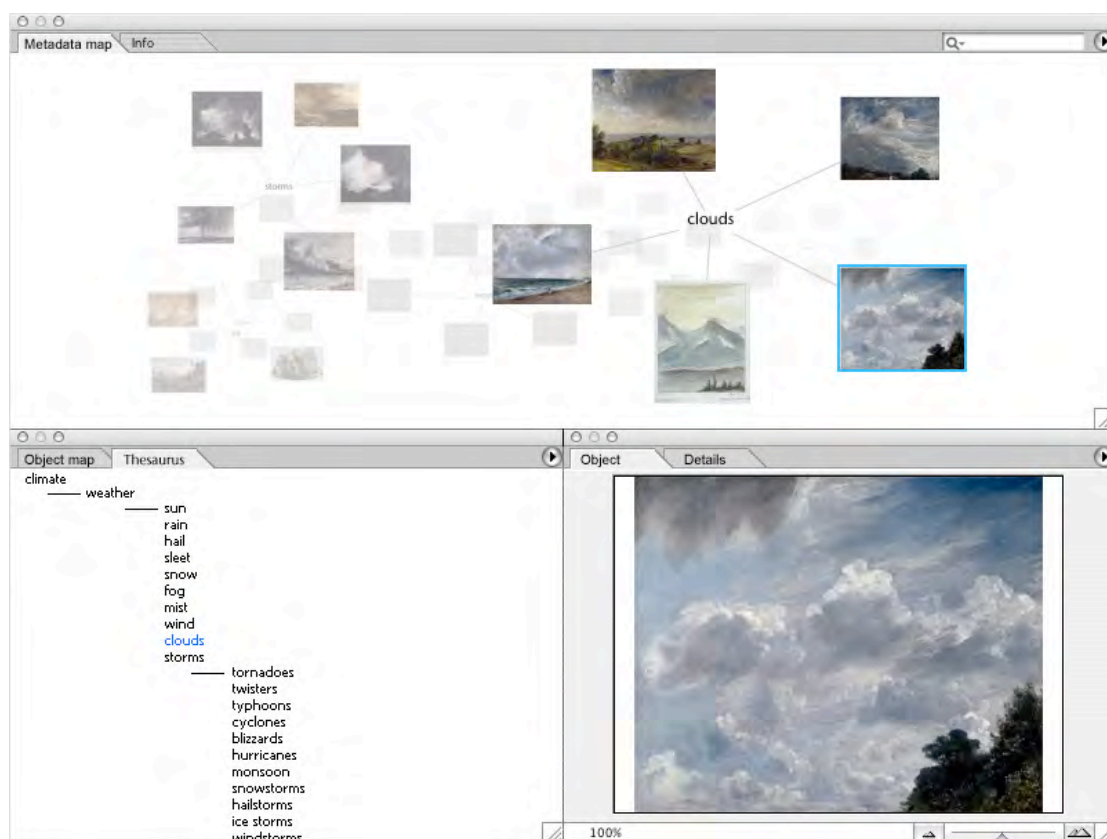 Metadata map Info
storms
clouds
Object map Thesaurus
climate
weather
sun
rain
hail
sleet
snow
fog
mist
wind
clouds
storms
tornadoes
twisters
typhoons
cyclones
blizzards
hurricanes
monsoon
snowstorms
hailstorms
ice storms
windstorms
Object Details
100%